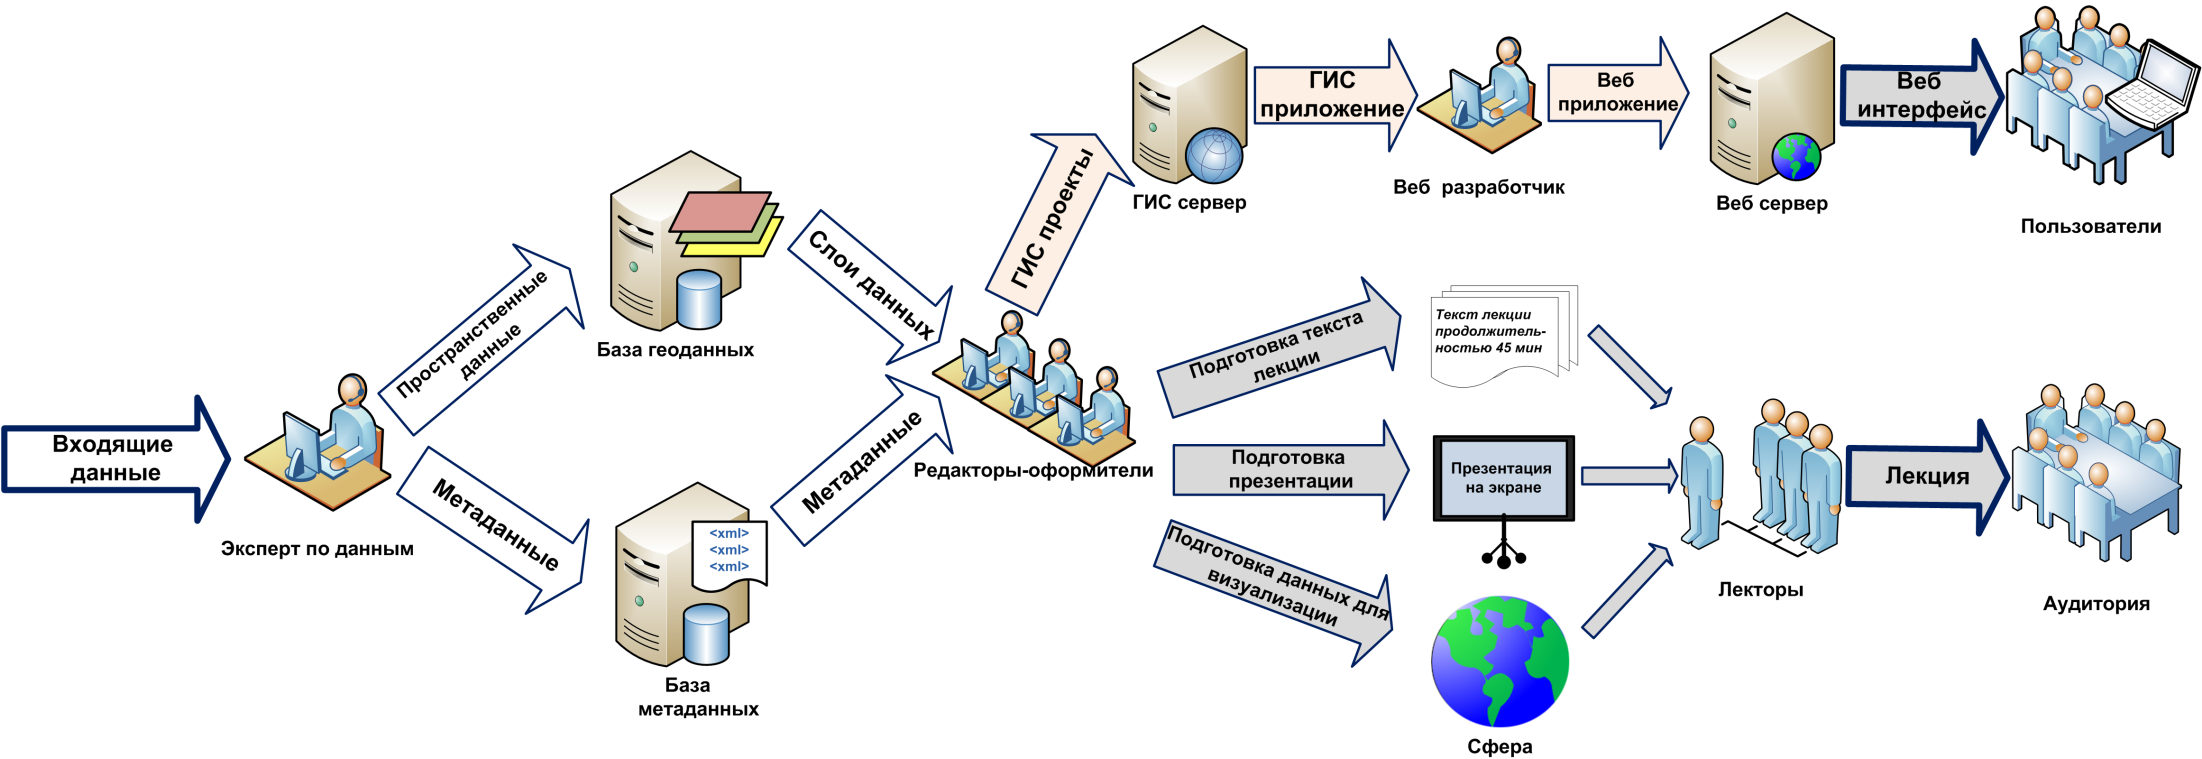 Входящие
данные
Эксперт по данным
Пространственные
данные
Метаданные
База геоданных
<xml>
<xml>
<xml>
База
метаданных
Слои данных
Метаданные
Редакторы-оформители
ГИС проекты
ГИС сервер
ГИС
приложение
Веб разработчик
Веб
приложение
Веб сервер
Веб
интерфейс
Пользователи
Подготовка текста
лекции
Текст лекции
продолжитель-
ностью 45 мин
Подготовка
презентации
Презентация
на экране
Подготовка данных для
визуализации
Сфера
Лекторы
Лекция
Аудитория